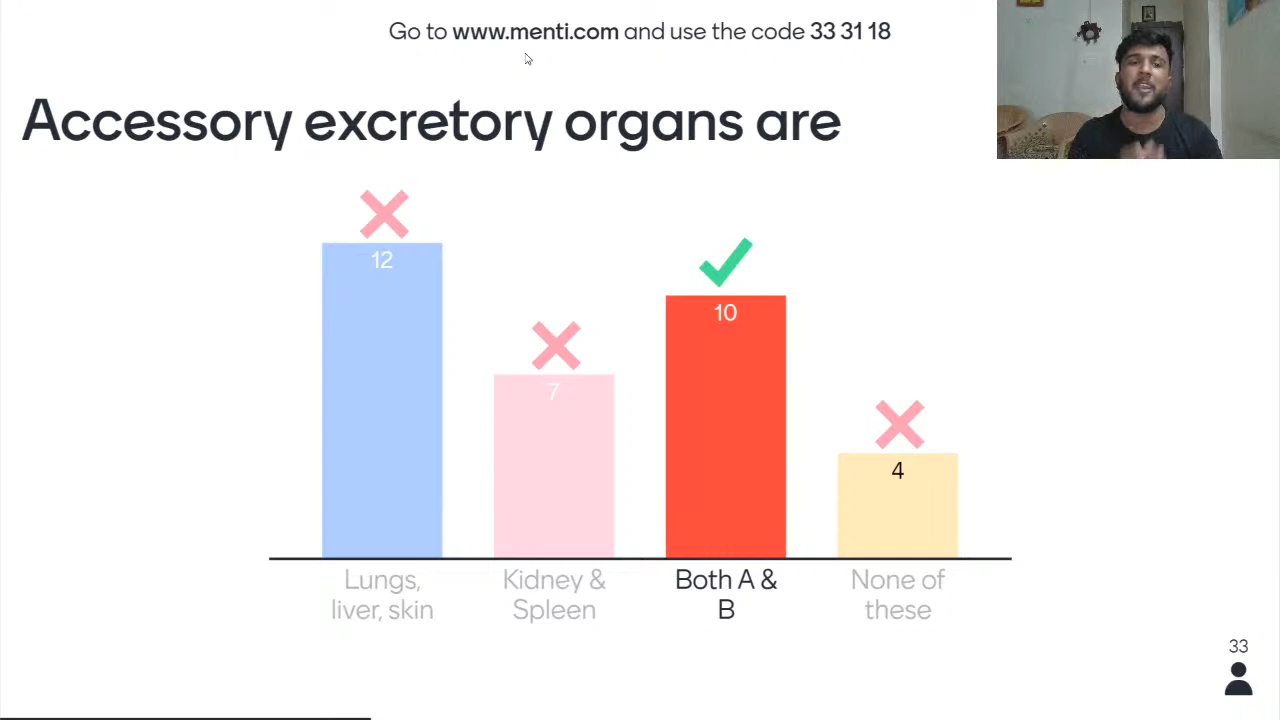 Go to www.menti.com and use the code 33 31 18
Accessory excretory organs are
12
7
10
4
Lungs,
liver, skin
Kidney &
Spleen
Both A &
B
None of
these
33